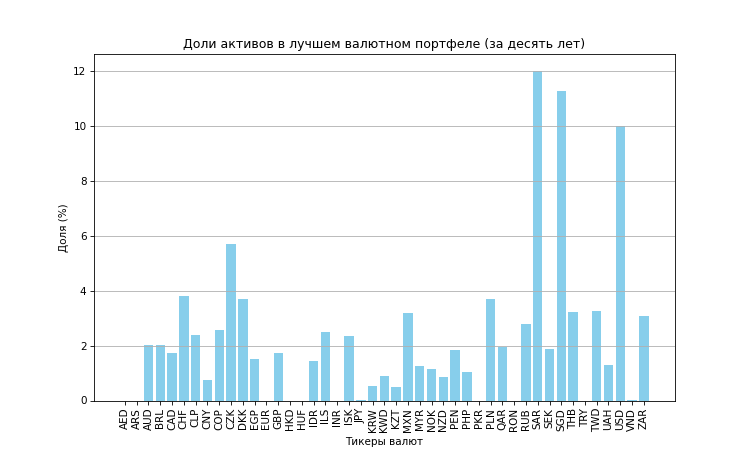 Доли активов в лучшем валютном портфеле (за десять лет)
Доля (%)
12
10
8
6
4
2
0
AED
ARS
AUD
BRL
CAD
CHF
CLP
CNY
COP
CZK
DKK
EGP
EUR
GBP
HKD
HUF
IDR
ILS
INR
ISK
JPY
KRW
KWD
KZT
MXN
MYR
NOK
NZD
PEN
PHP
PKR
PLN
QAR
RON
RUB
SAR
SEK
SGD
THB
TRY
TWD
UAH
USD
VND
ZAR
Тикеры валют